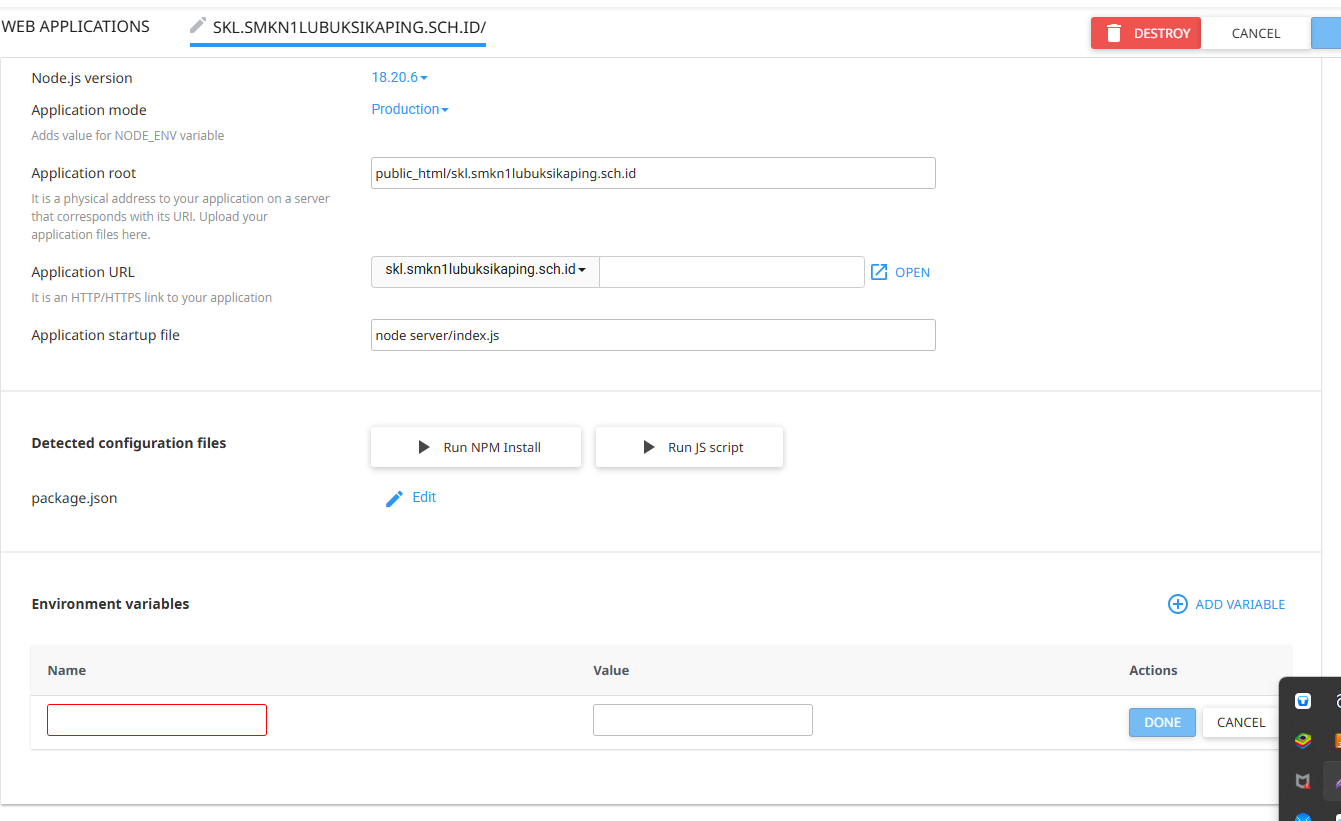 WEB APPLICATIONS
SKL.SMKN1LUBUKSIKAPING.SCH.ID/
DESTROY
CANCEL
Node.js version
18.20.6
Application mode
Production
Adds value for NODE_ENV variable
Application root
public_html/skl.smkn1lubuksikaping.sch.id
It is a physical address to your application on a server
that corresponds with its URI. Upload your
application files here.
Application URL
skl.smkn1lubuksikaping.sch.id
OPEN
It is an HTTP/HTTPS link to your application
Application startup file
node server/index.js
Detected configuration files
Run NPM Install
Run JS script
package.json
Edit
Environment variables
ADD VARIABLE
Name
Value
Actions
DONE
CANCEL